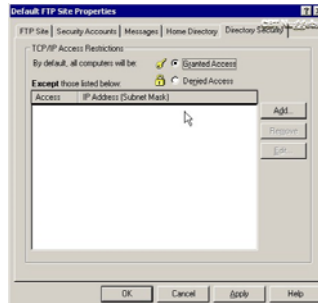 Default FTP Site Properties
FTP Site Security Accounts Messages Home Directory Directory Security
TCP/IP Access Restrictions
By default, all computers will be: Granted Access
Denied Access
Except those listed below:
Access IP Address (Subnet Mask)
Add...
Remove
Edit...
OK Cancel Apply Help